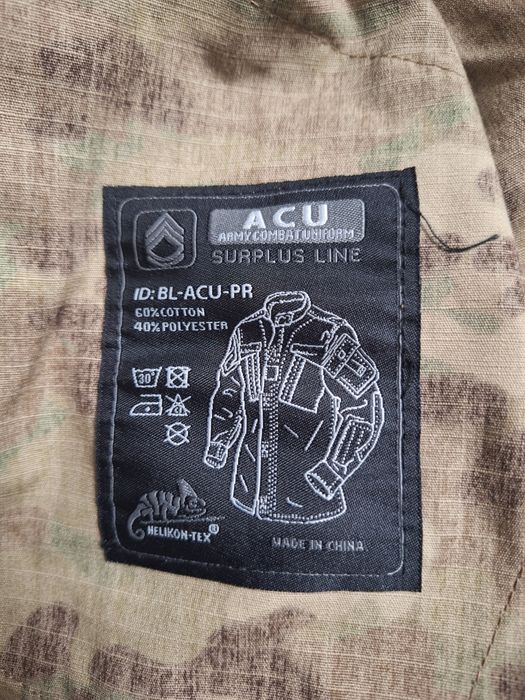 ACU
ARMY COMBAT UNIFORM
SURPLUS LINE
ID: BL-ACU-PR
60% COTTON
40% POLYESTER
30°
CL
HELIKON-TEX®
MADE IN CHINA